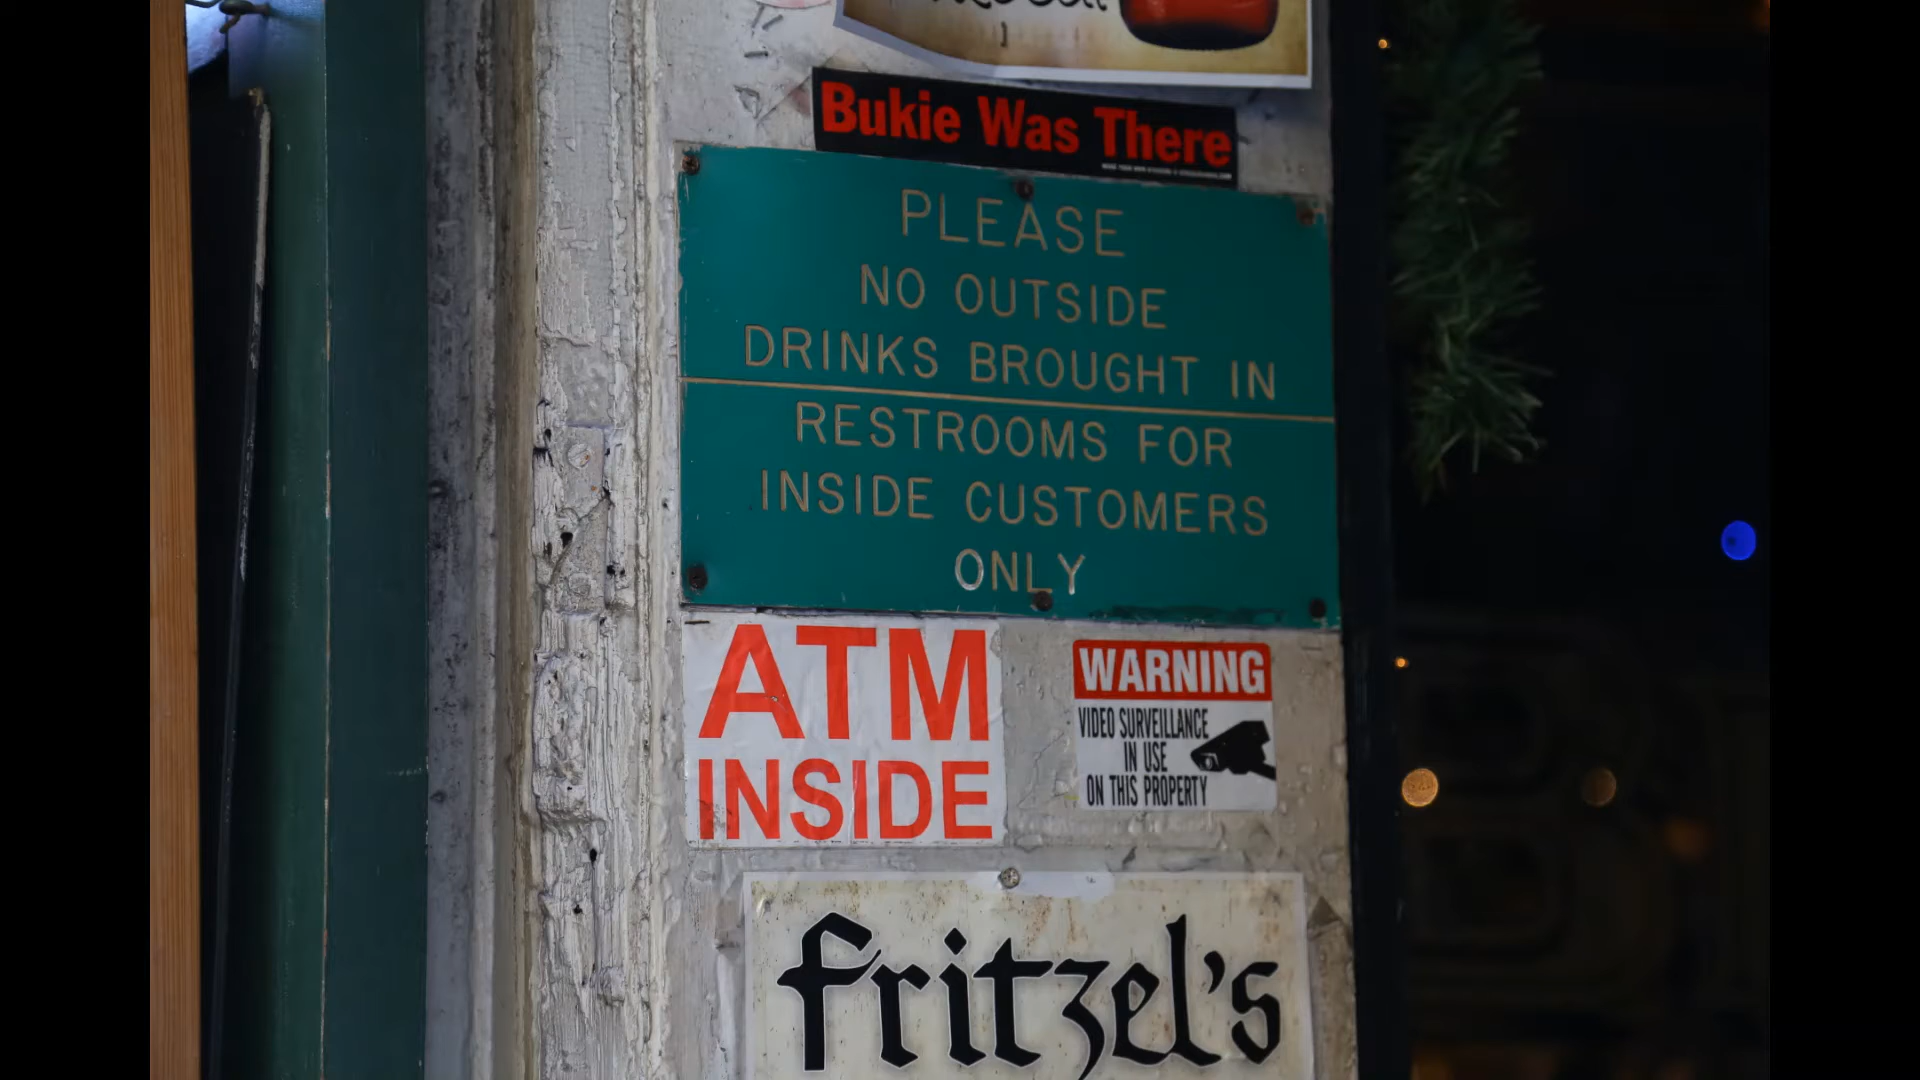 Bukie Was There
PLEASE
NO OUTSIDE
DRINKS BROUGHT IN
RESTROOMS FOR
INSIDE CUSTOMERS
ONLY
ATM
INSIDE
WARNING
VIDEO SURVEILLANCE
IN USE
ON THIS PROPERTY
fritzel's